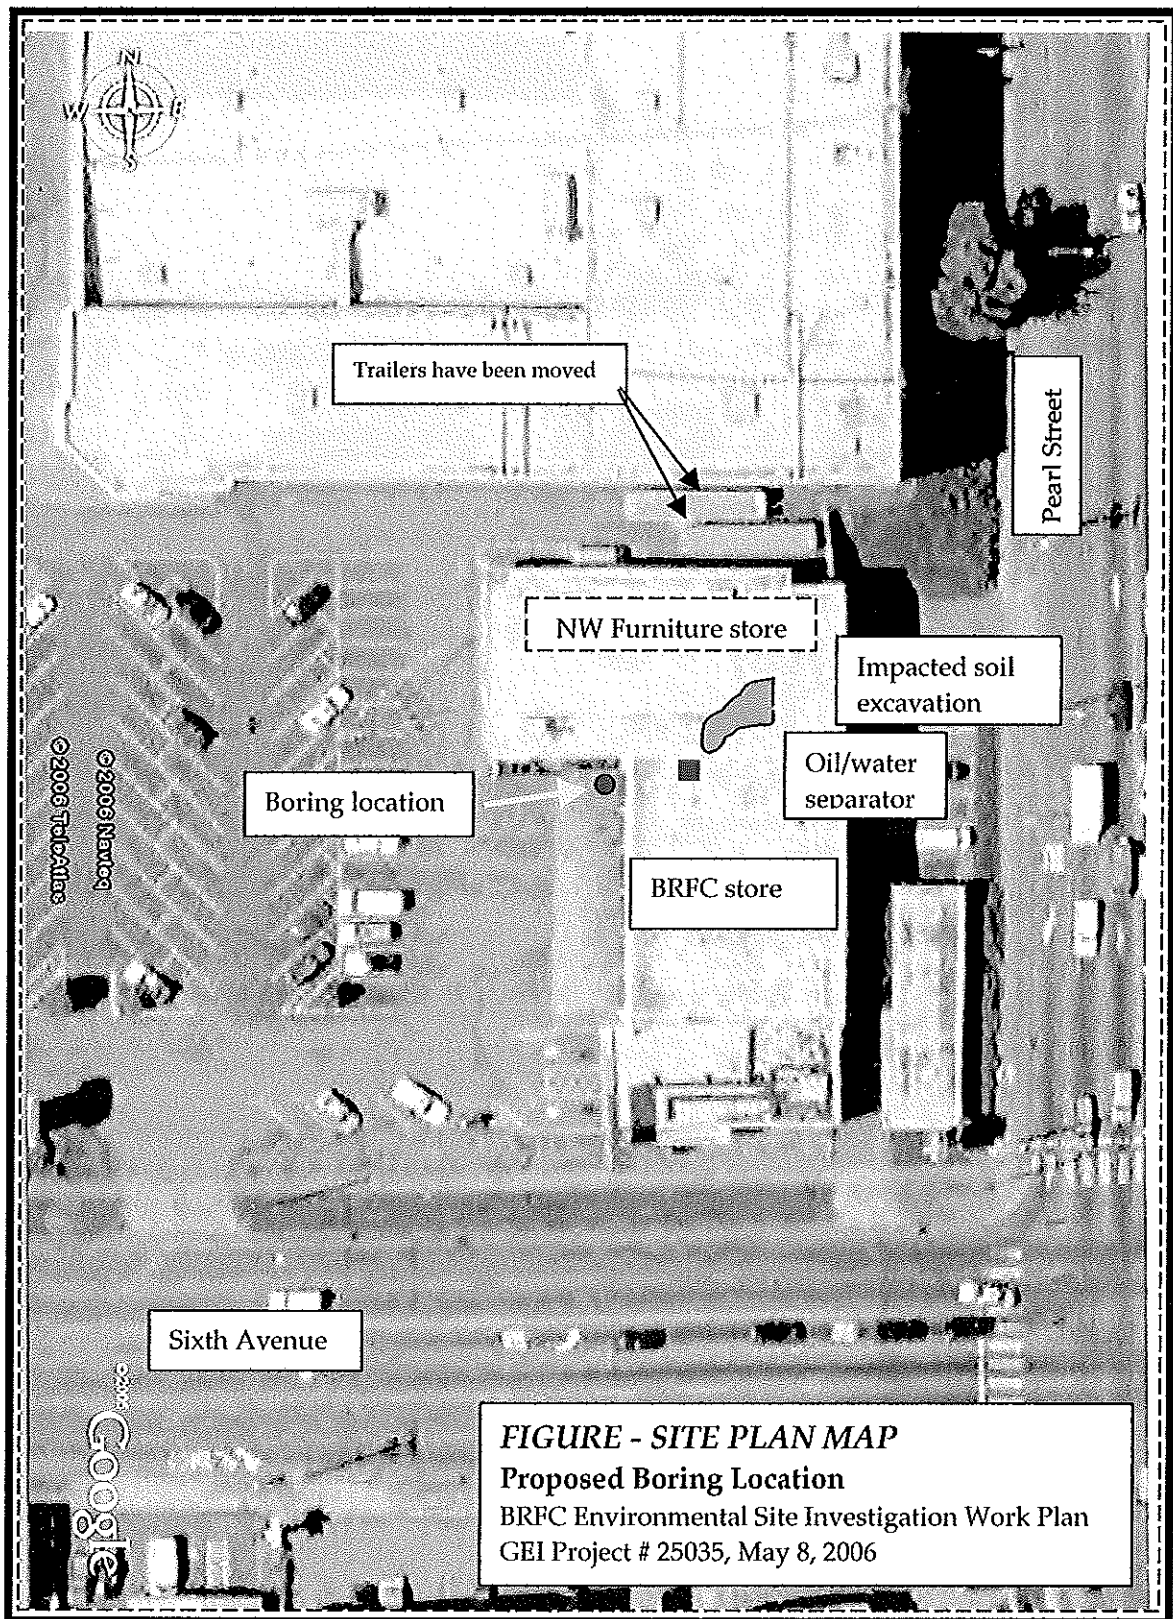 N
W E
S
Trailers have been moved
Pearl Street
NW Furniture store
Impacted soil
excavation
Oil/water
separator
Boring location
BRFC store
©2006 Navteq
©2006 TeleAtlas
Sixth Avenue
Google
FIGURE - SITE PLAN MAP
Proposed Boring Location
BRFC Environmental Site Investigation Work Plan
GEI Project # 25035, May 8, 2006